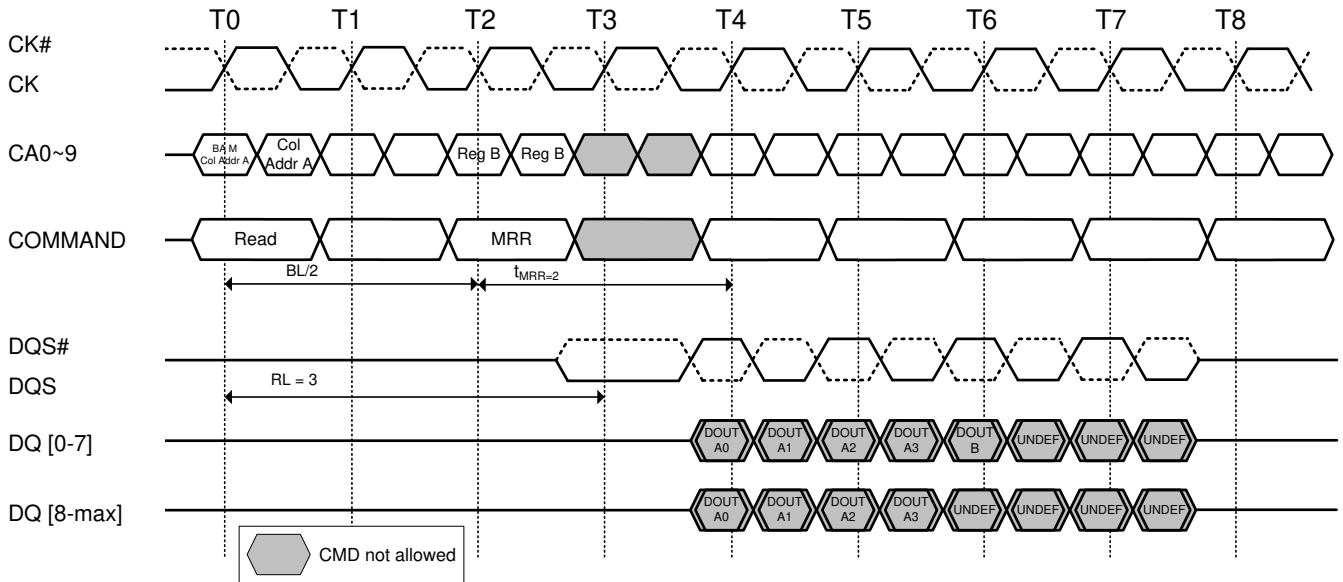 T0 T1 T2 T3 T4 T5 T6 T7 T8
CK#
CK
CA0~9
BA M
Col Addr A
Col
Addr A
Reg B
Reg B
COMMAND
Read
MRR
BL/2
tMRR=2
DQS#
DQS
RL = 3
DQ [0-7]
DOUT
A0
DOUT
A1
DOUT
A2
DOUT
A3
DOUT
B
UNDEF
UNDEF
UNDEF
DQ [8-max]
DOUT
A0
DOUT
A1
DOUT
A2
DOUT
A3
UNDEF
UNDEF
UNDEF
UNDEF
CMD not allowed